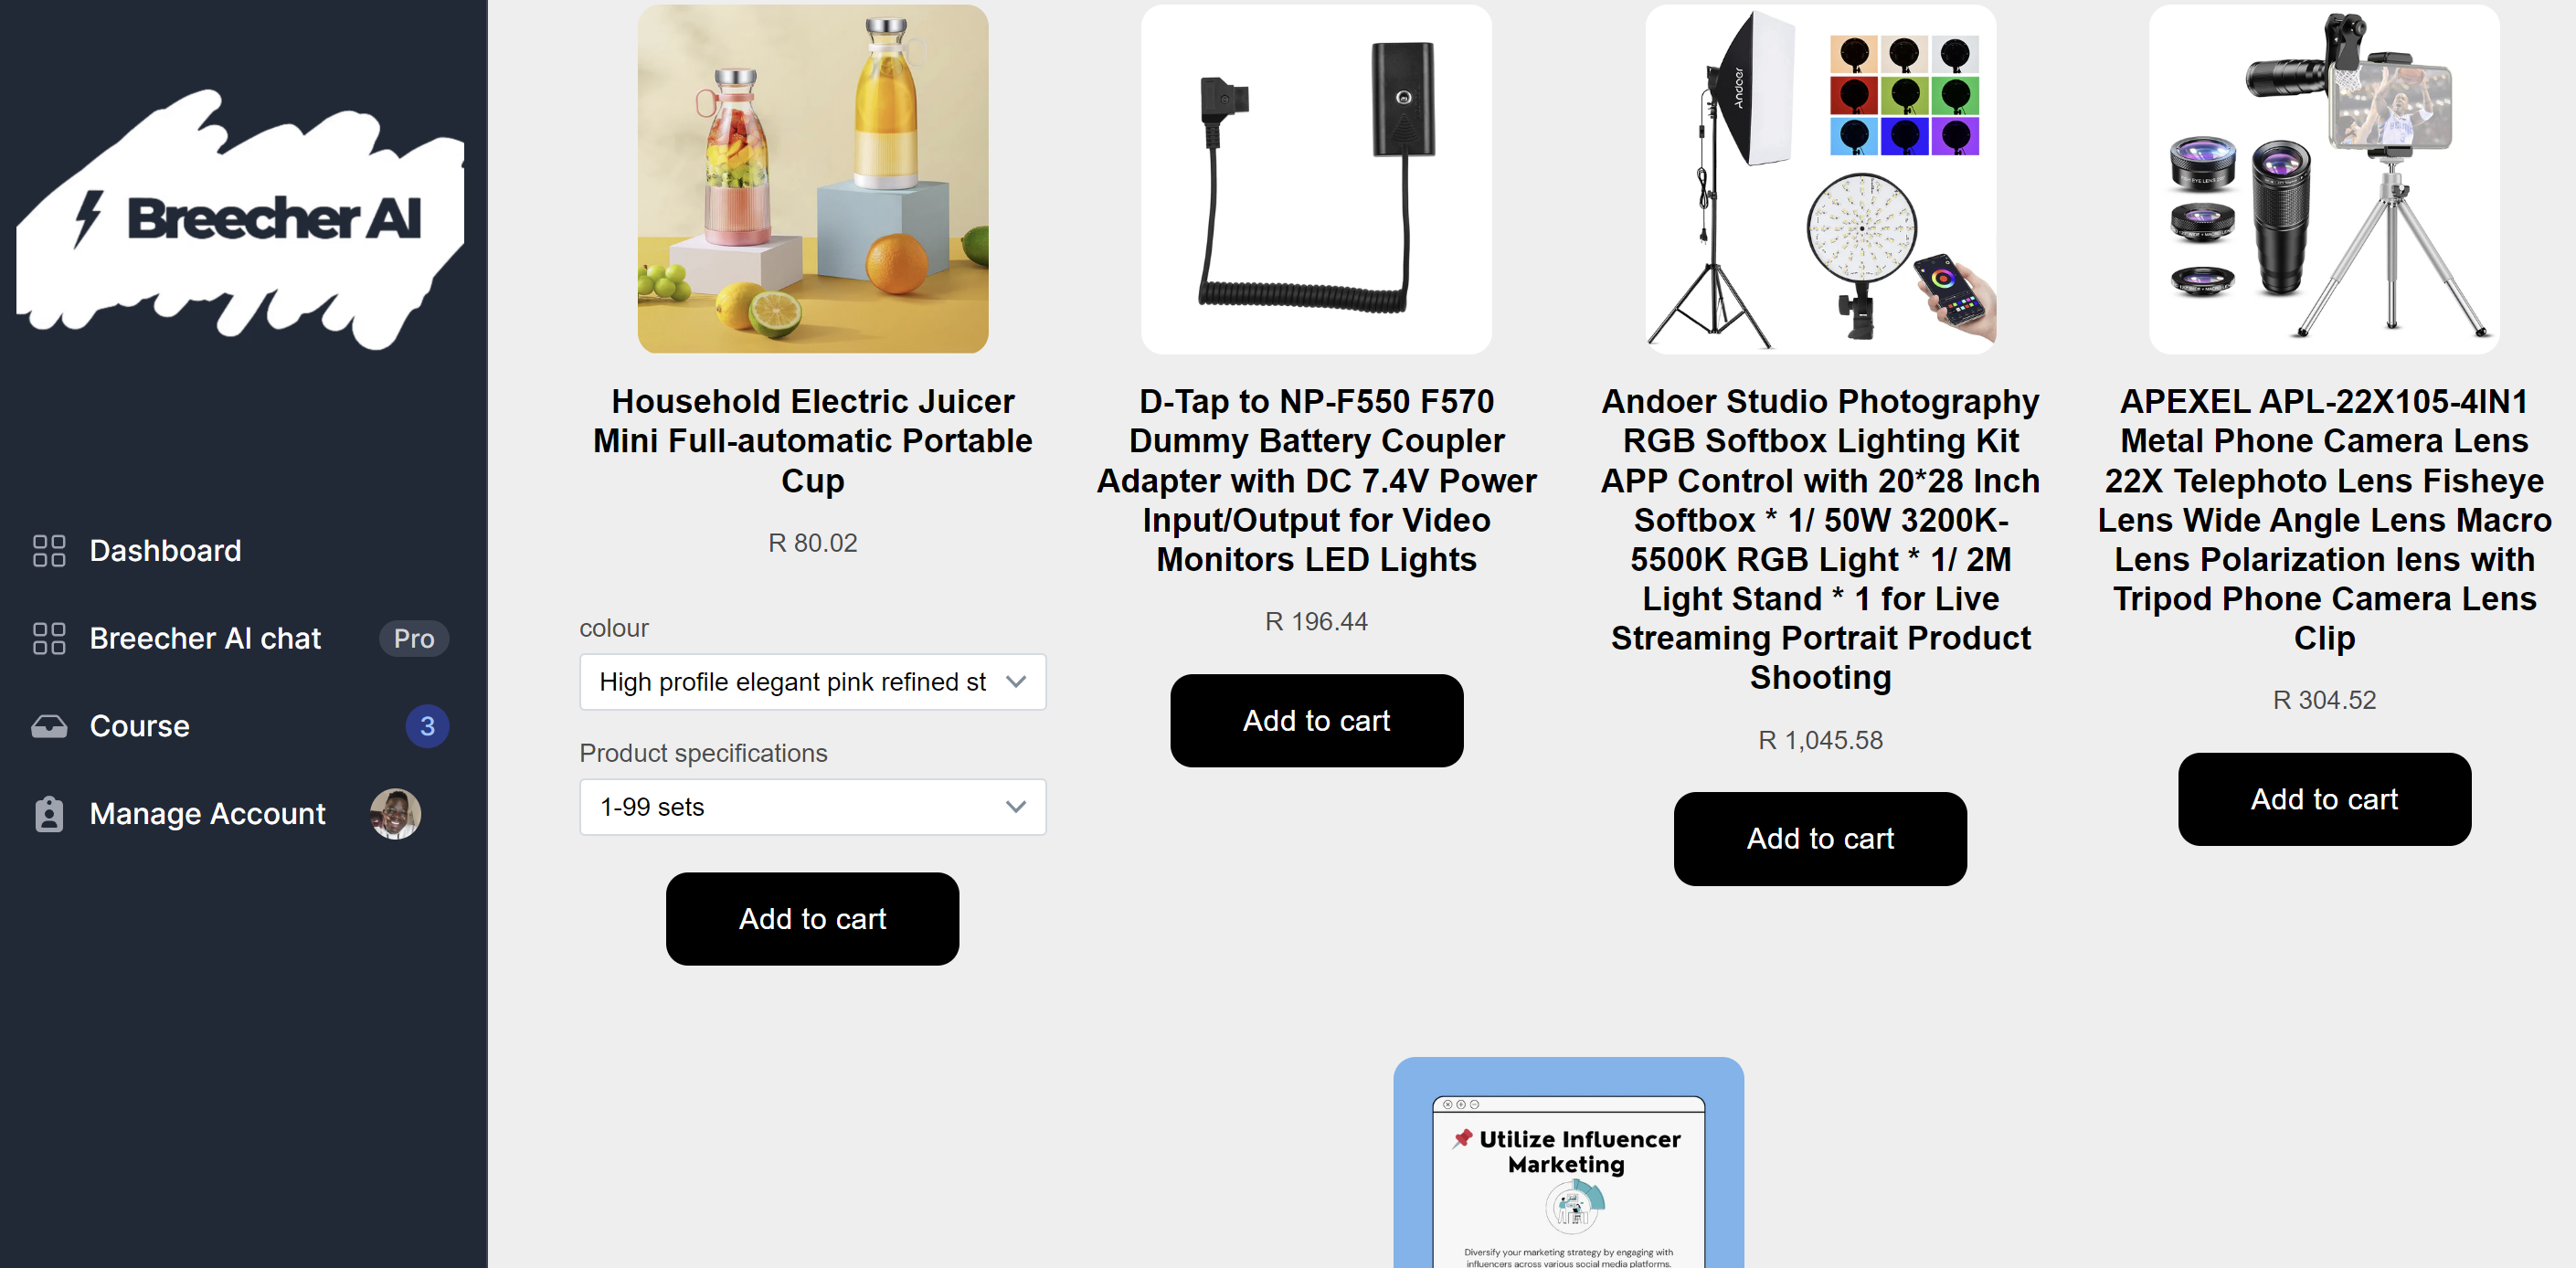 Breecher AI
Dashboard
Breecher AI chat
Pro
Course
3
Manage Account
Household Electric Juicer
Mini Full-automatic Portable
Cup
R 80.02
colour
High profile elegant pink refined st
Product specifications
1-99 sets
Add to cart
D-Tap to NP-F550 F570
Dummy Battery Coupler
Adapter with DC 7.4V Power
Input/Output for Video
Monitors LED Lights
R 196.44
Add to cart
Andoer
Andoer Studio Photography
RGB Softbox Lighting Kit
APP Control with 20*28 Inch
Softbox * 1/ 50W 3200K-
5500K RGB Light * 1/ 2M
Light Stand * 1 for Live
Streaming Portrait Product
Shooting
R 1,045.58
Add to cart
APEXEL APL-22X105-4IN1
Metal Phone Camera Lens
22X Telephoto Lens Fisheye
Lens Wide Angle Lens Macro
Lens Polarization lens with
Tripod Phone Camera Lens
Clip
R 304.52
Add to cart
Utilize Influencer
Marketing
Diversify your marketing strategy by engaging with
influencers across various social media platforms.